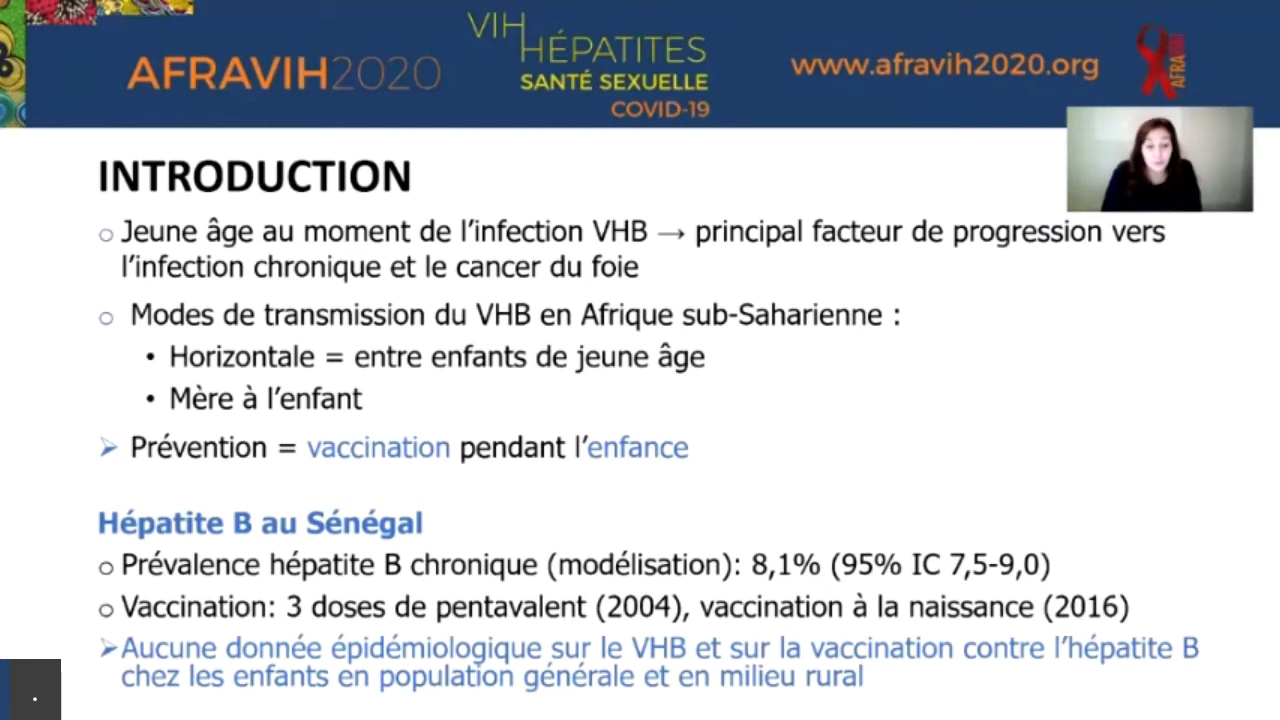 AFRAVIH2020
VIH
HÉPATITES
SANTÉ SEXUELLE
COVID-19
www.afravih2020.org
AFRAVIH
INTRODUCTION
○ Jeune âge au moment de l'infection VHB → principal facteur de progression vers
l'infection chronique et le cancer du foie
○ Modes de transmission du VHB en Afrique sub-Saharienne :
• Horizontale = entre enfants de jeune âge
• Mère à l'enfant
➢ Prévention = vaccination pendant l'enfance
Hépatite B au Sénégal
○ Prévalence hépatite B chronique (modélisation): 8,1% (95% IC 7,5-9,0)
○ Vaccination: 3 doses de pentavalent (2004), vaccination à la naissance (2016)
➢Aucune donnée épidémiologique sur le VHB et sur la vaccination contre l'hépatite B
chez les enfants en population générale et en milieu rural